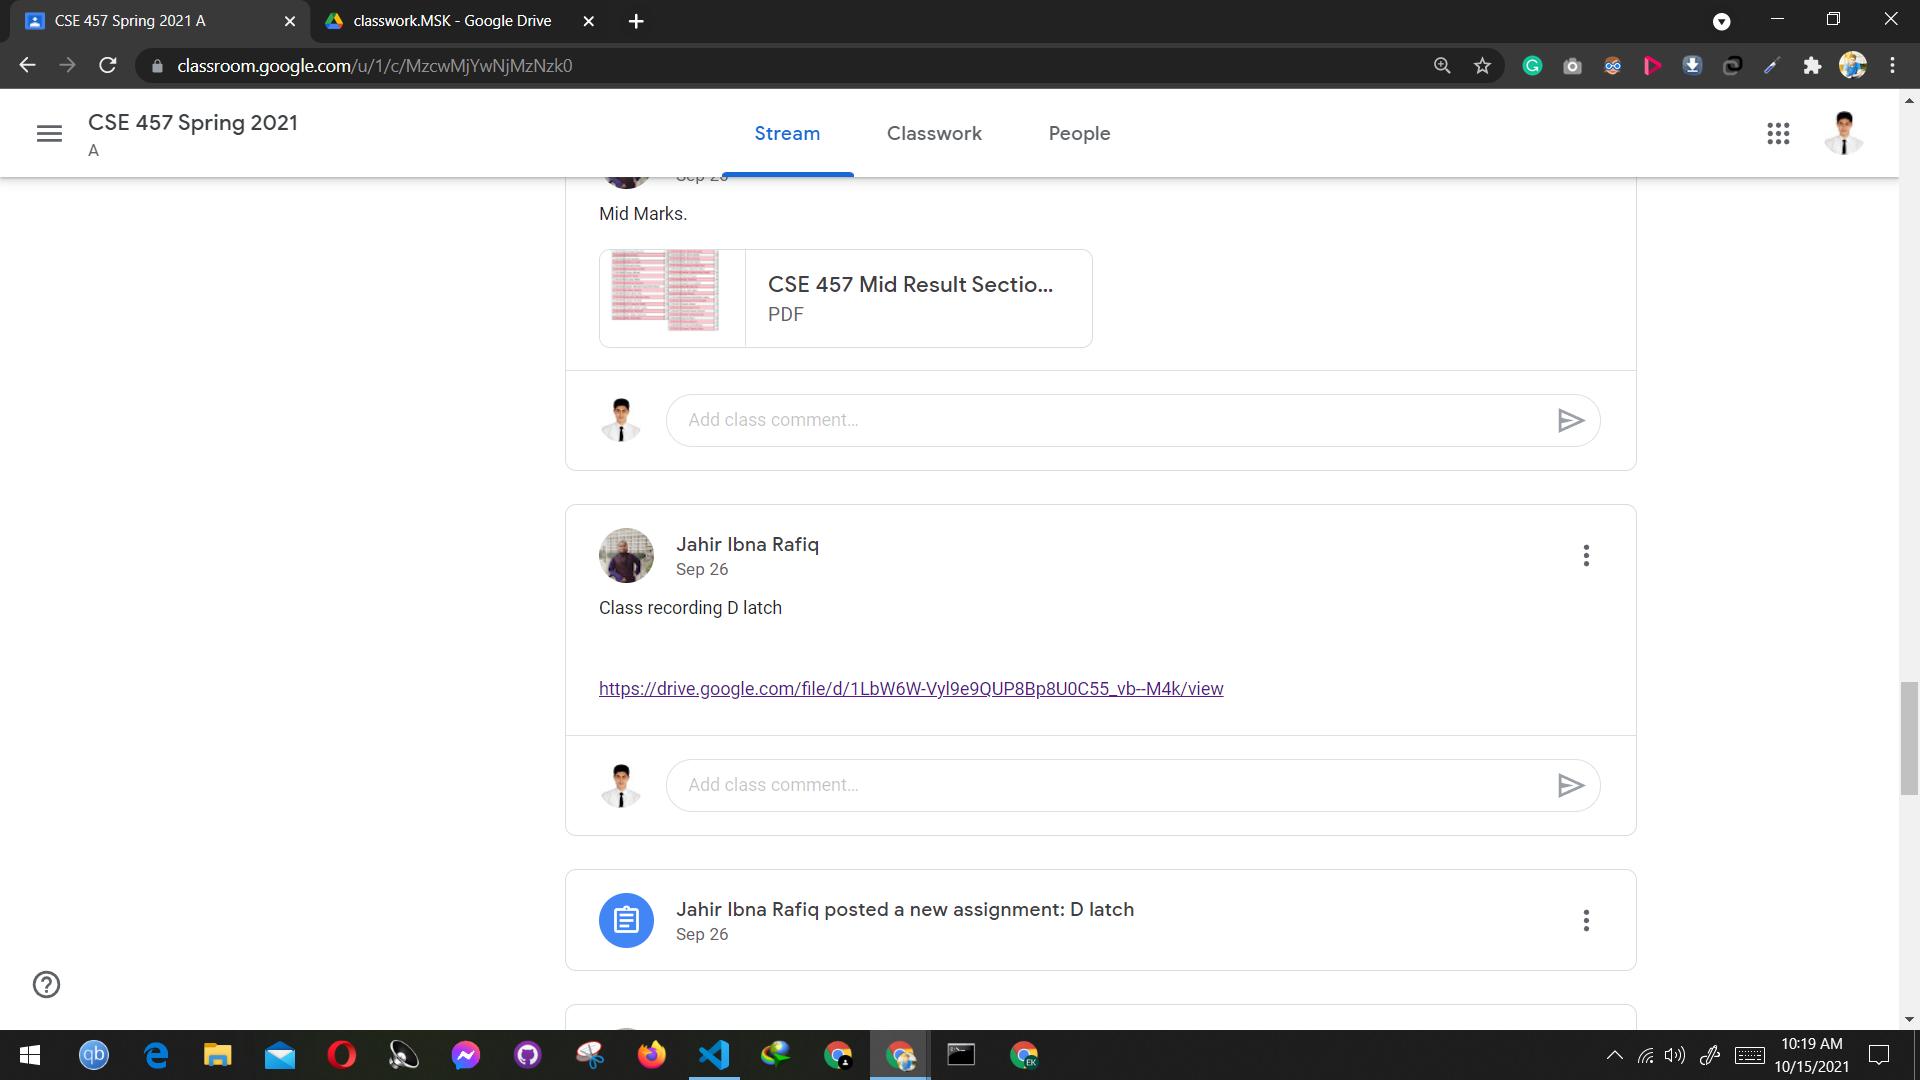 CSE 457 Spring 2021 A
classwork.MSK - Google Drive
classroom.google.com/u/1/c/MzcwMjYwNjMzNzk0
CSE 457 Spring 2021
A
Stream
Classwork
People
Sep 26
Mid Marks.
CSE 457 Mid Result Sectio...
PDF
Add class comment...
Jahir Ibna Rafiq
Sep 26
Class recording D latch
https://drive.google.com/file/d/1LbW6W-Vyl9e9QUP8Bp8U0C55_vb--M4k/view
Add class comment...
Jahir Ibna Rafiq posted a new assignment: D latch
Sep 26
qb
EK
10:19 AM
10/15/2021